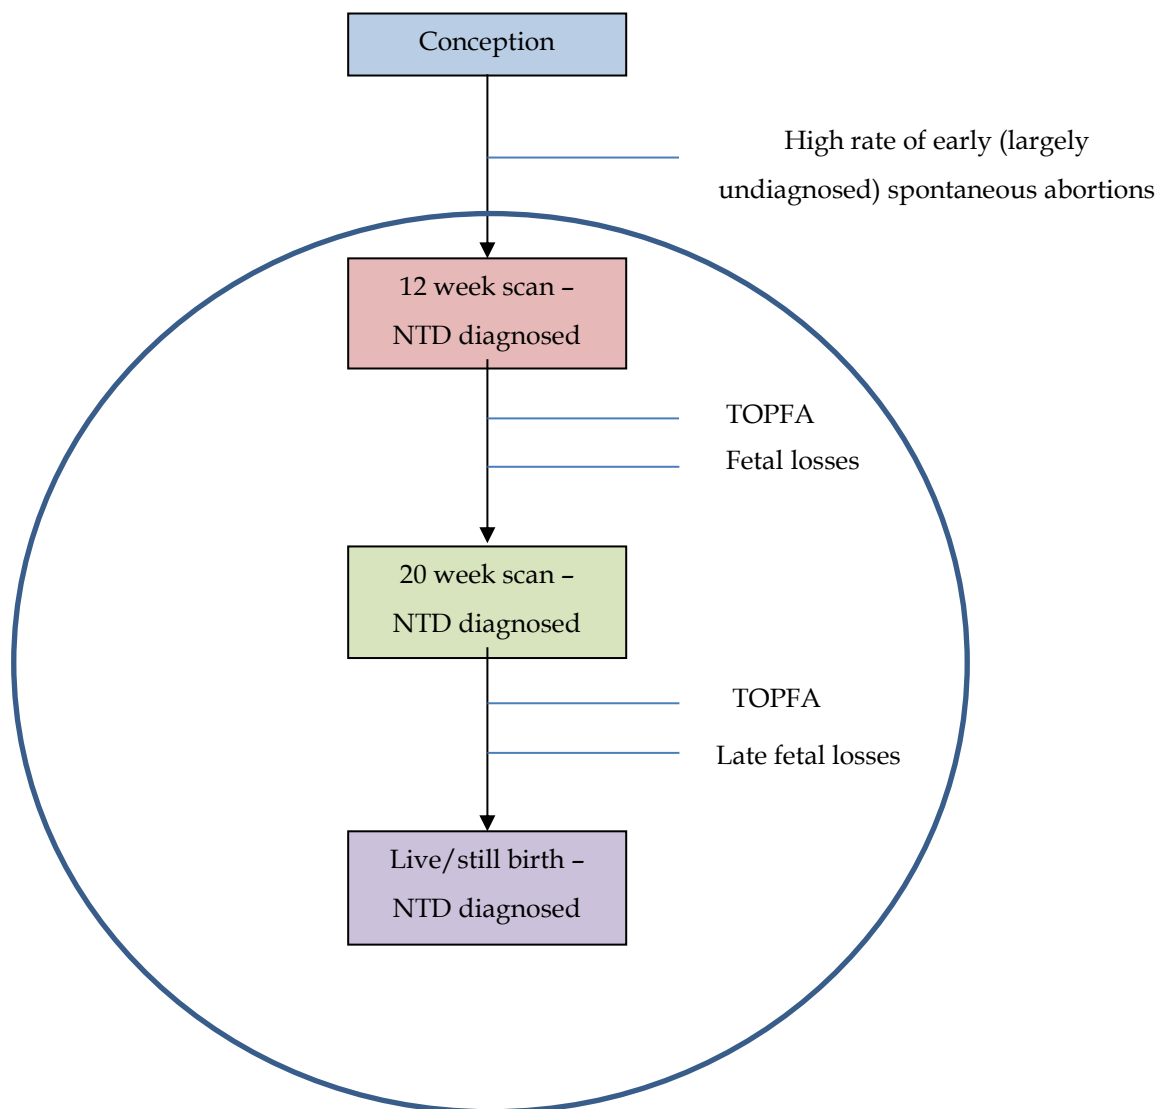 Conception
High rate of early (largely
undiagnosed) spontaneous abortions
12 week scan –
NTD diagnosed
TOPFA
Fetal losses
20 week scan –
NTD diagnosed
TOPFA
Late fetal losses
Live/still birth –
NTD diagnosed